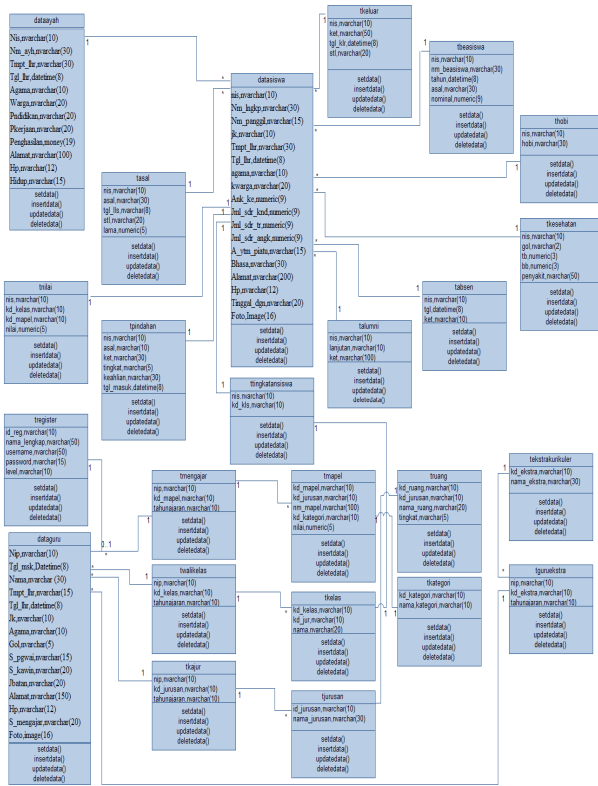 dataayah
Nis,nvarchar(10)
Nm_ayh,nvarchar(30)
Tmpt_lhr,nvarchar(30)
Tgl_lhr,datetime(8)
Agama,nvarchar(10)
Warga,nvarchar(20)
Pndidikan,nvarchar(20)
Pkerjaan,nvarchar(20)
Penghasilan,money(19)
Alamat,nvarchar(100)
Hp,nvarchar(12)
Hidup,nvarchar(15)
setdata()
insertdata()
updatedata()
deletedata()
1
*
datasiswa
nis,nvarchar(10)
Nm_lngkp,nvarchar(30)
Nm_panggil,nvarchar(15)
jk,nvarchar(10)
Tmpt_lhr,nvarchar(30)
Tgl_lhr,datetime(8)
agama,nvarchar(10)
kwarga,nvarchar(20)
Ank_ke,numeric(9)
Jml_sdr_knd,numeric(9)
Jml_sdr_tr,numeric(9)
Jml_sdr_angk,numeric(9)
A_ytm_piatu,nvarchar(15)
Bhasa,nvarchar(30)
Alamat,nvarchar(200)
Hp,nvarchar(12)
Tinggal_dgn,nvarchar(20)
Foto,Image(16)
setdata()
insertdata()
updatedata()
deletedata()
tkeluar
nis,nvarchar(10)
ket,nvarchar(50)
tgl_klr,datetime(8)
stl,nvarchar(20)
setdata()
insertdata()
updatedata()
deletedata()
tbeasiswa
nis,nvarchar(10)
nm_beasiswa,nvarchar(30)
tahun,datetime(8)
asal,nvarchar(30)
nominal,numeric(9)
setdata()
insertdata()
updatedata()
deletedata()
thobi
nis,nvarchar(10)
hobi,nvarchar(30)
setdata()
insertdata()
updatedata()
deletedata()
tasal
nis,nvarchar(10)
asal,nvarchar(30)
tgl_lls,nvarchar(8)
stl,nvarchar(20)
lama,numeric(5)
setdata()
insertdata()
updatedata()
deletedata()
tkesehatan
nis,nvarchar(10)
gol,nvarchar(2)
tb,numeric(3)
bb,numeric(3)
penyakit,nvarchar(50)
setdata()
insertdata()
updatedata()
deletedata()
tnilai
nis,nvarchar(10)
kd_kelas,nvarchar(10)
kd_mapel,nvarchar(10)
nilai,numeric(5)
setdata()
insertdata()
updatedata()
deletedata()
tpindahan
nis,nvarchar(10)
asal,nvarchar(10)
ket,nvarchar(30)
tingkat,nvarchar(5)
keahlian,nvarchar(30)
tgl_masuk,datetime(8)
setdata()
insertdata()
updatedata()
deletedata()
talumni
nis,nvarchar(10)
lanjutan,nvarchar(10)
ket,nvarchar(100)
setdata()
insertdata()
updatedata()
deletedata()
tabsen
nis,nvarchar(10)
tgl,datetime(8)
ket,nvarchar(10)
setdata()
insertdata()
updatedata()
deletedata()
ttingkatansiswa
nis,nvarchar(10)
kd_kls,nvarchar(10)
setdata()
insertdata()
updatedata()
deletedata()
tregister
id_reg,nvarchar(10)
nama_lengkap,nvarchar(50)
username,nvarchar(50)
password,nvarchar(15)
level,nvarchar(10)
setdata()
insertdata()
updatedata()
deletedata()
0..1
tmengajar
nip,nvarchar(10)
kd_mapel,nvarchar(10)
tahunajaran,nvarchar(10)
setdata()
insertdata()
updatedata()
deletedata()
tmapel
kd_mapel,nvarchar(10)
kd_jurusan,nvarchar(10)
nm_mapel,nvarchar(100)
kd_kategori,nvarchar(10)
nilai,numeric(5)
setdata()
insertdata()
updatedata()
deletedata()
truang
kd_ruang,nvarchar(10)
kd_jurusan,nvarchar(10)
nama_ruang,nvarchar(20)
tingkat,nvarchar(5)
setdata()
insertdata()
updatedata()
deletedata()
tekstrakurikuler
kd_ekstra,nvarchar(10)
nama_ekstra,nvarchar(30)
setdata()
insertdata()
updatedata()
deletedata()
dataguru
Nip,nvarchar(10)
Tgl_msk,Datetime(8)
Nama,nvarchar (30)
Tmpt_lhr,nvarchar(15)
Tgl_lhr,datetime(8)
Jk,nvarchar(10)
Agama,nvarchar(10)
Gol,nvarchar(5)
S_pgwai,nvarchar(15)
S_kawin,nvarchar(20)
Jbatan,nvarchar(20)
Alamat,nvarchar(150)
Hp,nvarchar(12)
S_mengajar,nvarchar(20)
Foto,image(16)
setdata()
insertdata()
updatedata()
deletedata()
twalikelas
nip,nvarchar(10)
kd_kelas,nvarchar(10)
tahunajaran,nvarchar(10)
setdata()
insertdata()
updatedata()
deletedata()
tkelas
kd_kelas,nvarchar(10)
kd_jur,nvarchar(10)
nama,nvarchar(20)
setdata()
insertdata()
updatedata()
deletedata()
tkategori
kd_kategori,nvarchar(10)
nama,kategori,nvarchar(10)
setdata()
insertdata()
updatedata()
deletedata()
tguruekstra
nip,nvarchar(10)
kd_ekstra,nvarchar(10)
tahunajaran,nvarchar(10)
setdata()
insertdata()
updatedata()
deletedata()
tkajur
nip,nvarchar(10)
kd_jurusan,nvarchar(10)
tahunajaran,nvarchar(10)
setdata()
insertdata()
updatedata()
deletedata()
tjurusan
id_jurusan,nvarchar(10)
nama_jurusan,nvarchar(30)
setdata()
insertdata()
updatedata()
deletedata()